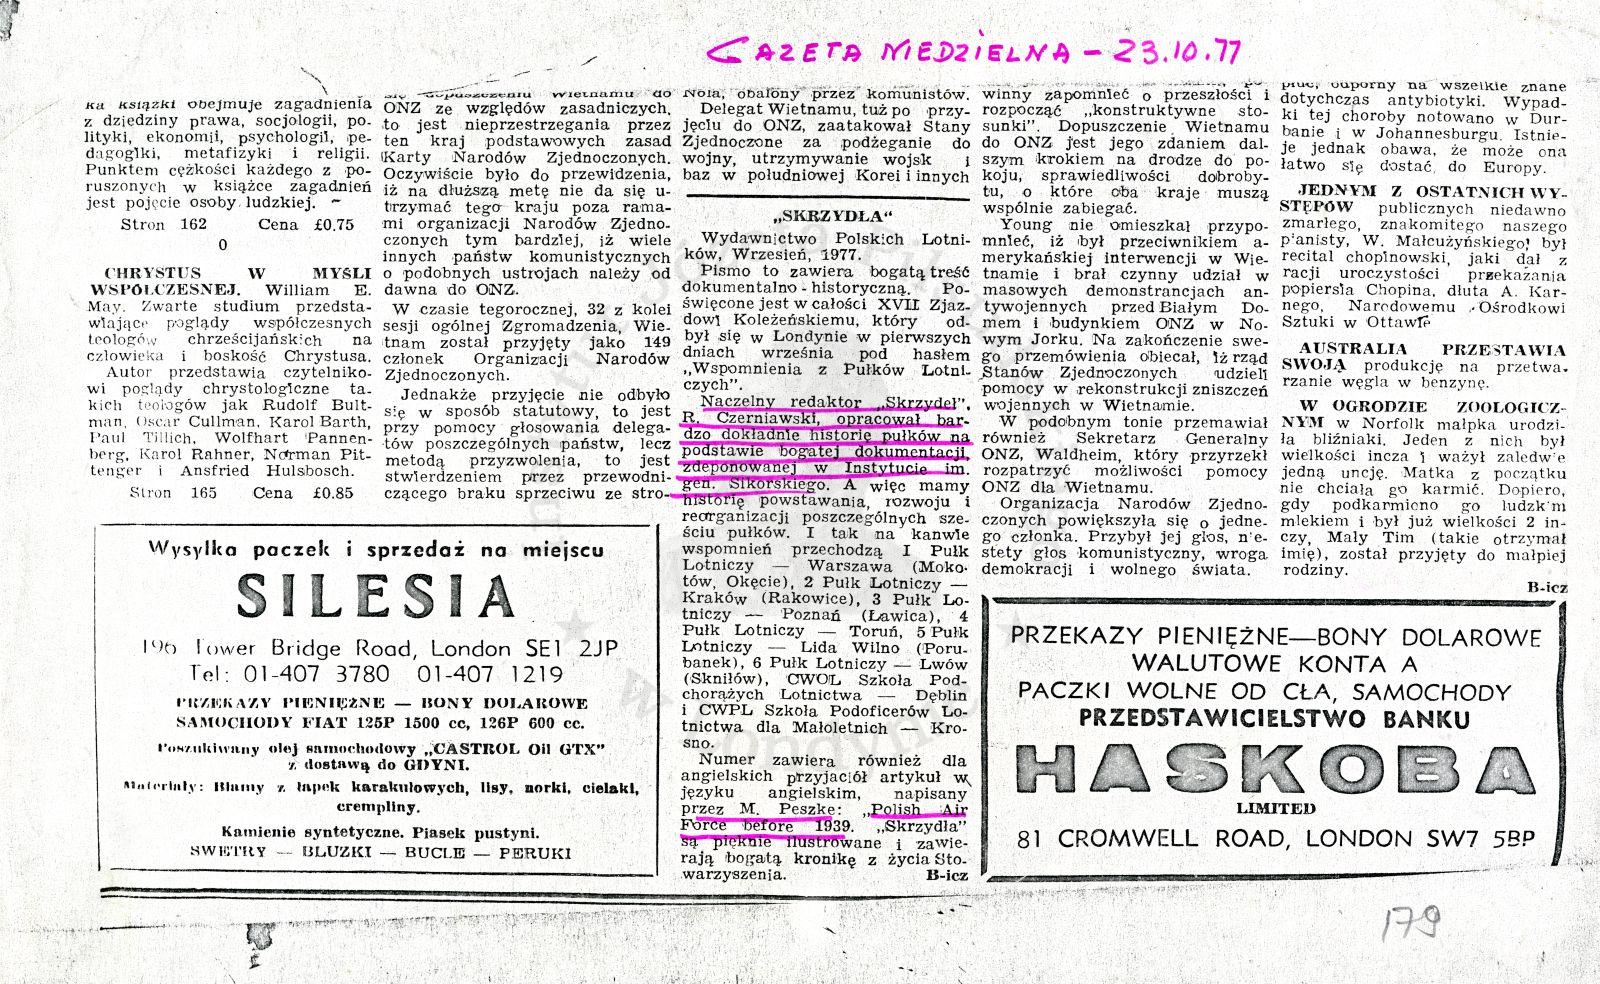 GAZETA NIEDZIELNA – 23.10.77
ka książki obejmuje zagadnienia
z dziedziny prawa, socjologii, po-
lityki, ekonomii, psychologii, pe-
dagogiki, metafizyki i religii.
Punktem ciężkości każdego z po-
ruszonych w książce zagadnień
jest pojęcie osoby ludzkiej. ~
Stron 162 Cena £0.75
0
CHRYSTUS W MYŚLI
WSPÓŁCZESNEJ. William E.
May. Zwarte studium przedsta-
wiające poglądy współczesnych
teologów chrześcijańskich na
człowieka i boskość Chrystusa.
Autor przedstawia czytelniko-
wi poglądy chrystologiczne ta-
kich teologów jak Rudolf Bult-
man, Oscar Cullman, Karol Barth,
Paul Tillich, Wolfhart Pannen-
berg, Karol Rahner, Norman Pit-
tenger i Ansfried Hulsbosch.
Stron 165 Cena £0.85
się dopuszczeniu Wietnamu do
ONZ ze względów zasadniczych,
to jest nieprzestrzegania przez
ten kraj podstawowych zasad
Karty Narodów Zjednoczonych.
Oczywiście było do przewidzenia,
iż na dłuższą metę nie da się u-
trzymać tego kraju poza rama-
mi organizacji Narodów Zjedno-
czonych tym bardziej, iż wiele
innych państw komunistycznych
o podobnych ustrojach należy od
dawna do ONZ.
W czasie tegorocznej, 32 z kolei
sesji ogólnej Zgromadzenia, Wie-
tnam został przyjęty jako 149
członek Organizacji Narodów
Zjednoczonych.
Jednakże przyjęcie nie odbyło
się w sposób statutowy, to jest
przy pomocy głosowania delega-
tów poszczególnych państw, lecz
metodą przyzwolenia, to jest
stwierdzeniem przez przewodni-
czącego braku sprzeciwu ze stro-
Nola, obalony przez komunistów.
Delegat Wietnamu, tuż po przy-
jęciu do ONZ, zaatakował Stany
Zjednoczone za podżeganie do
wojny, utrzymywanie wojsk i
baz w południowej Korei i innych
„SKRZYDŁA“
Wydawnictwo Polskich Lotni-
ków, Wrzesień, 1977.
Pismo to zawiera bogatą treść
dokumentalno-historyczną. Po-
święcone jest w całości XVII Zjaz-
dowi Koleżeńskiemu, który od-
był się w Londynie w pierwszych
dniach września pod hasłem
„Wspomnienia z Pułków Lotni-
czych”.
Naczelny redaktor „Skrzydeł”,
R. Czerniawski, opracował bar-
dzo dokładnie historię pułków na
podstawie bogatej dokumentacji,
zdeponowanej w Instytucie im.
gen. Sikorskiego. A więc mamy
historię powstawania, rozwoju i
reorganizacji poszczególnych sze-
ściu pułków. I tak na kanwie
wspomnień przechodzą I Pułk
Lotniczy — Warszawa (Moko-
tów, Okęcie), 2 Pułk Lotniczy —
Kraków (Rakowice), 3 Pułk Lo-
tniczy — Poznań (Ławica), 4
Pułk Lotniczy — Toruń, 5 Pułk
Lotniczy — Lida Wilno (Poru-
banek), 6 Pułk Lotniczy — Lwów
(Skniłów), CWOL Szkoła Pod-
chorążych Lotnictwa — Dęblin
i CWPL Szkoła Podoficerów Lo-
tnictwa dla Małoletnich — Kro-
sno.
Numer zawiera również dla
angielskich przyjaciół artykuł w
języku angielskim, napisany
przez M. Peszke: „Polish Air
Force before 1939. „Skrzydła”
są pięknie ilustrowane i zawie-
rają bogatą kronikę z życia Sto-
warzyszenia. B-icz
winny zapomnieć o przeszłości i
rozpocząć „konstruktywne sto-
sunki”. Dopuszczenie Wietnamu
do ONZ jest jego zdaniem dal-
szym krokiem na drodze do po-
koju, sprawiedliwości dobroby-
tu, o które oba kraje muszą
wspólnie zabiegać.
Young nie omieszkał przypo-
mnieć, iż był przeciwnikiem a-
merykańskiej interwencji w Wie-
tnamie i brał czynny udział w
masowych demonstracjach an-
tywojennych przed Białym Do-
mem i budynkiem ONZ w No-
wym Jorku. Na zakończenie swe-
go przemówienia obiecał, iż rząd
Stanów Zjednoczonych udzieli
pomocy w rekonstrukcji zniszczeń
wojennych w Wietnamie.
W podobnym tonie przemawiał
również Sekretarz Generalny
ONZ, Waldheim, który przyrzekł
rozpatrzyć możliwości pomocy
ONZ dla Wietnamu.
Organizacja Narodów Zjedno-
czonych powiększyła się o jedne-
go członka. Przybył jej głos, nie-
stety głos komunistyczny, wroga
demokracji i wolnego świata.
płuc, odporny na wszelkie znane
dotychczas antybiotyki. Wypad-
ki tej choroby notowano w Dur-
banie i w Johannesburgu. Istnie-
je jednak obawa, że może ona
łatwo się dostać do Europy.
JEDNYM Z OSTATNICH WY-
STĘPÓW publicznych niedawno
zmarłego, znakomitego naszego
pianisty, W. Małcużyńskiego, był
recital chopinowski, jaki dał z
racji uroczystości przekazania
popiersia Chopina, dłuta A. Kar-
nego, Narodowemu Ośrodkowi
Sztuki w Ottawie
AUSTRALIA PRZESTAWIA
SWOJĄ produkcję na przetwa-
rzanie węgla w benzynę.
W OGRODZIE ZOOLOGICZ-
NYM w Norfolk małpka urodzi-
ła bliźniaki. Jeden z nich był
wielkości incza i ważył zaledwie
jedną uncję. Matka z początku
nie chciała go karmić. Dopiero,
gdy podkarmiono go ludzkim
mlekiem i był już wielkości 2 in-
czy, Mały Tim (takie otrzymał
imię), został przyjęty do małpiej
rodziny.
B-icz
Wysyłka paczek i sprzedaż na miejscu
SILESIA
196 Tower Bridge Road, London SE1 2JP
Tel: 01-407 3780 01-407 1219
PRZEKAZY PIENIĘŻNE — BONY DOLAROWE
SAMOCHODY FIAT 125P 1500 cc, 126P 600 cc.
Poszukiwany olej samochodowy „CASTROL Oil GTX”
z dostawą do GDYNI.
Materiały: Blamy z łapek karakułowych, lisy, norki, cielaki,
crempliny.
Kamienie syntetyczne. Piasek pustyni.
SWETRY — BLUZKI — BUCLE — PERUKI
PRZEKAZY PIENIĘŻNE—BONY DOLAROWE
WALUTOWE KONTA A
PACZKI WOLNE OD CŁA, SAMOCHODY
PRZEDSTAWICIELSTWO BANKU
HASKOBA
LIMITED
81 CROMWELL ROAD, LONDON SW7 5BP
179